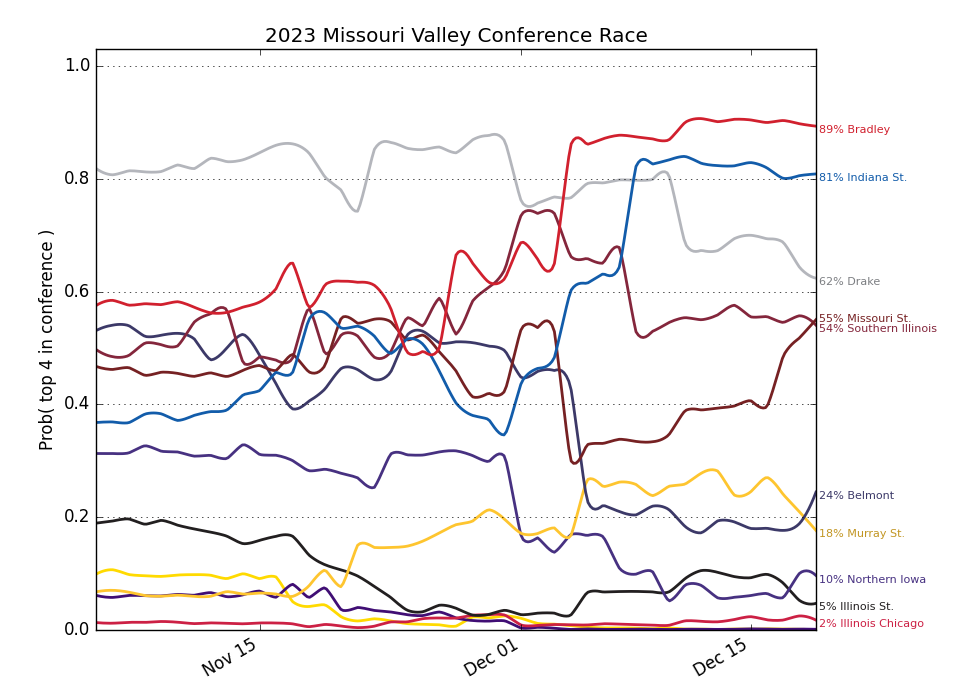 2023 Missouri Valley Conference Race
Prob( top 4 in conference )
1.0
0.8
0.6
0.4
0.2
0.0
Nov 15
Dec 01
Dec 15
89% Bradley
81% Indiana St.
62% Drake
55% Missouri St.
54% Southern Illinois
24% Belmont
18% Murray St.
10% Northern Iowa
5% Illinois St.
2% Illinois Chicago